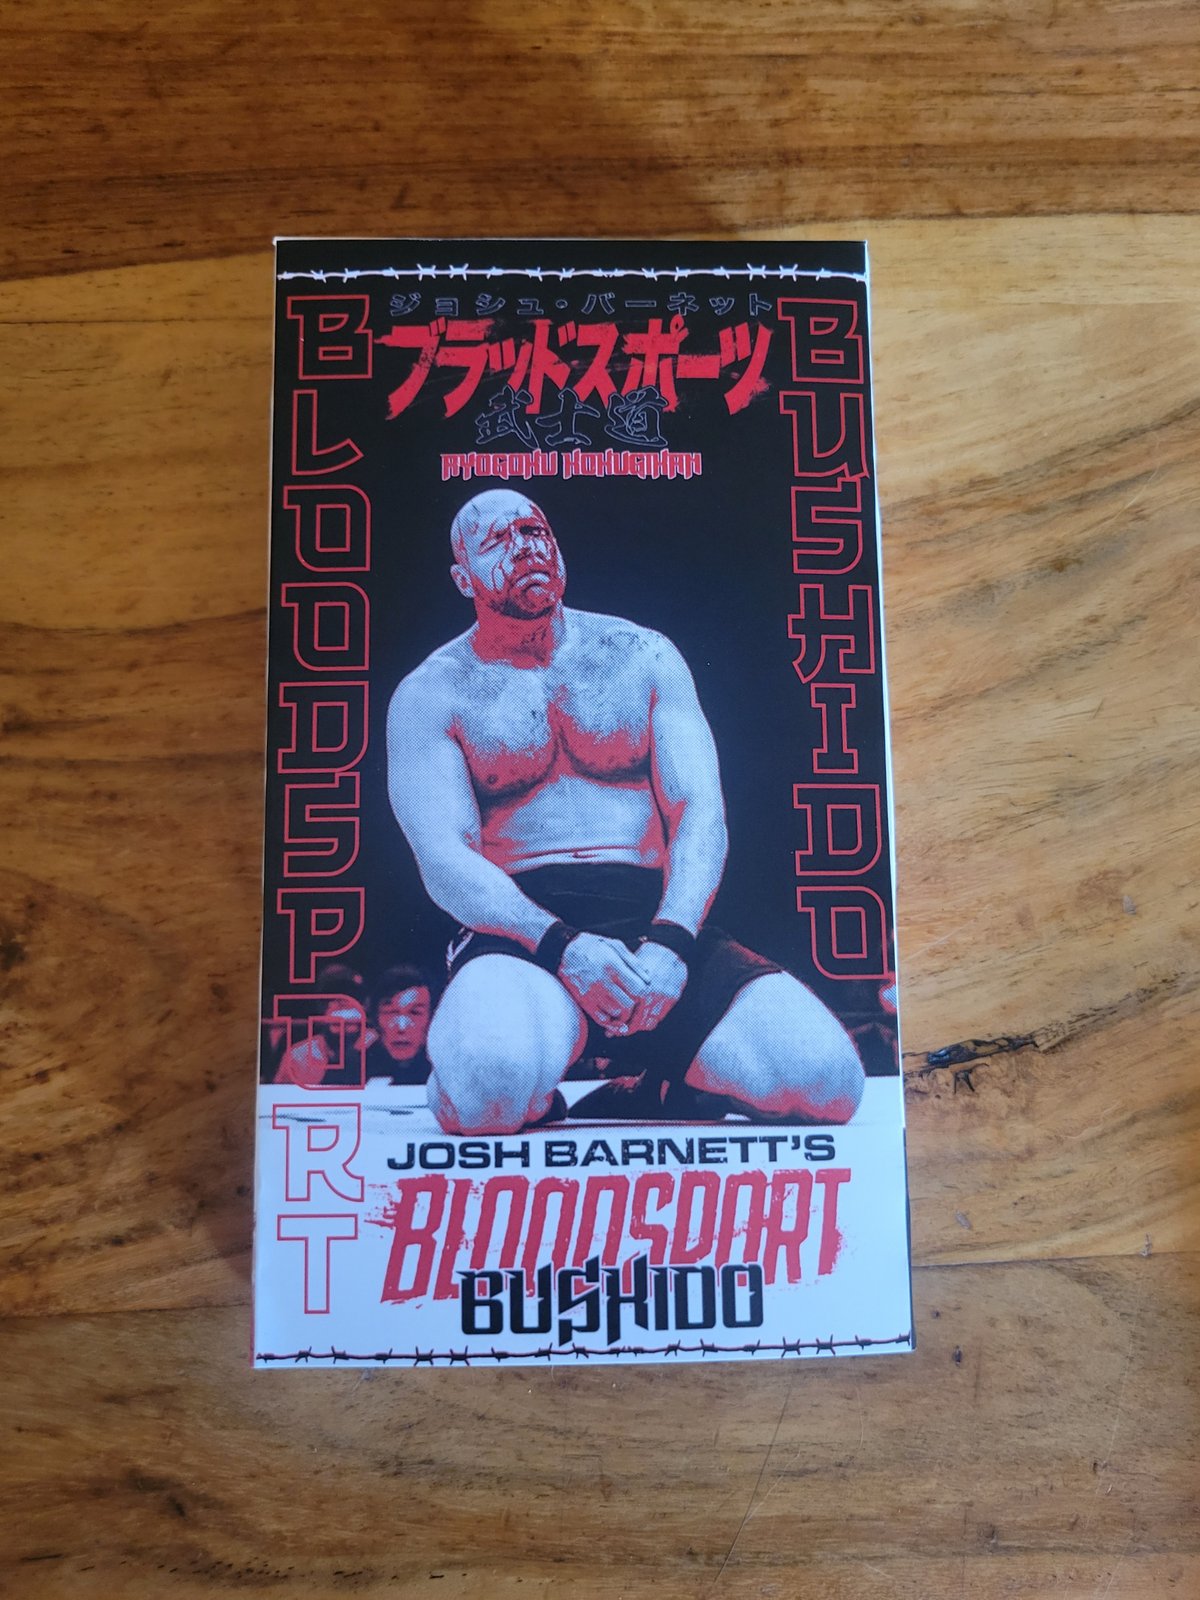 ジョシュ・バーネット
ブラッドスポーツ
武士道
RYOGOKU KOKUGIKAN
BLOODSPORT
BUSHIDO
JOSH BARNETT'S
BLOODSPORT
BUSHIDO